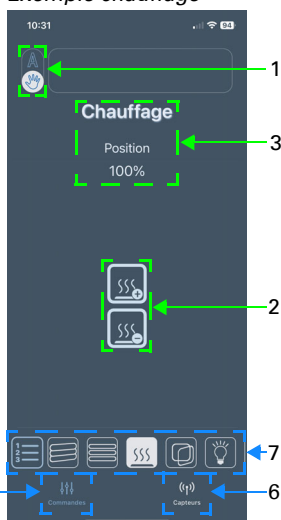 Exemple chauffage
10:31
94
A
1
Chauffage
Position
100%
3
2
1
2
3
7
Commandes
Capteurs
6